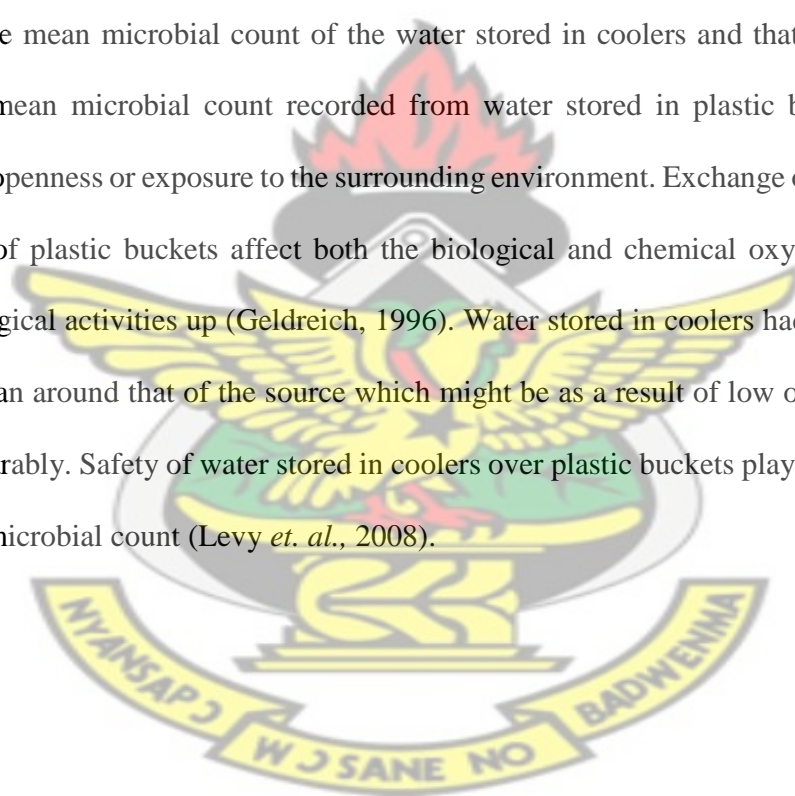 e mean microbial count of the water stored in coolers and that
mean microbial count recorded from water stored in plastic b
openness or exposure to the surrounding environment. Exchange o
of plastic buckets affect both the biological and chemical oxy
gical activities up (Geldreich, 1996). Water stored in coolers had
an around that of the source which might be as a result of low o
rably. Safety of water stored in coolers over plastic buckets play
microbial count (Levy et. al., 2008).
NYANSAPƆ
WƆSANE NO
BADWENMA